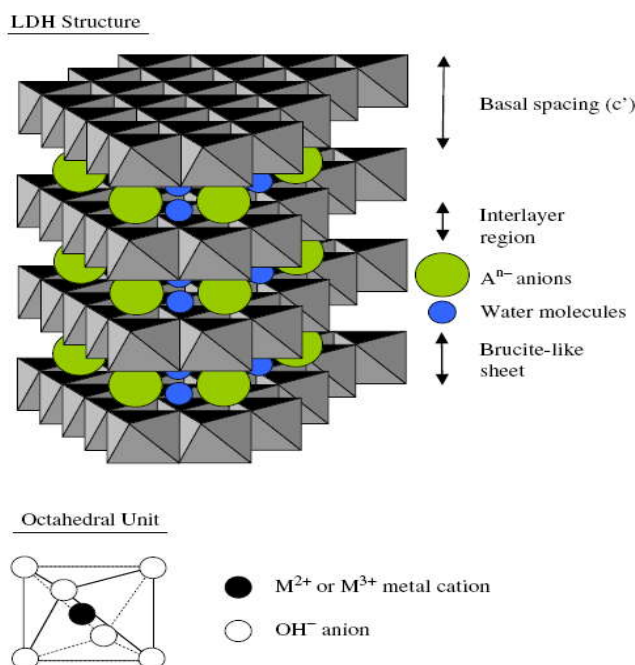 LDH Structure
Basal spacing (c’)
Interlayer
region
Aⁿ⁻ anions
Water molecules
Brucite-like
sheet
Octahedral Unit
M²⁺ or M³⁺ metal cation
OH⁻ anion